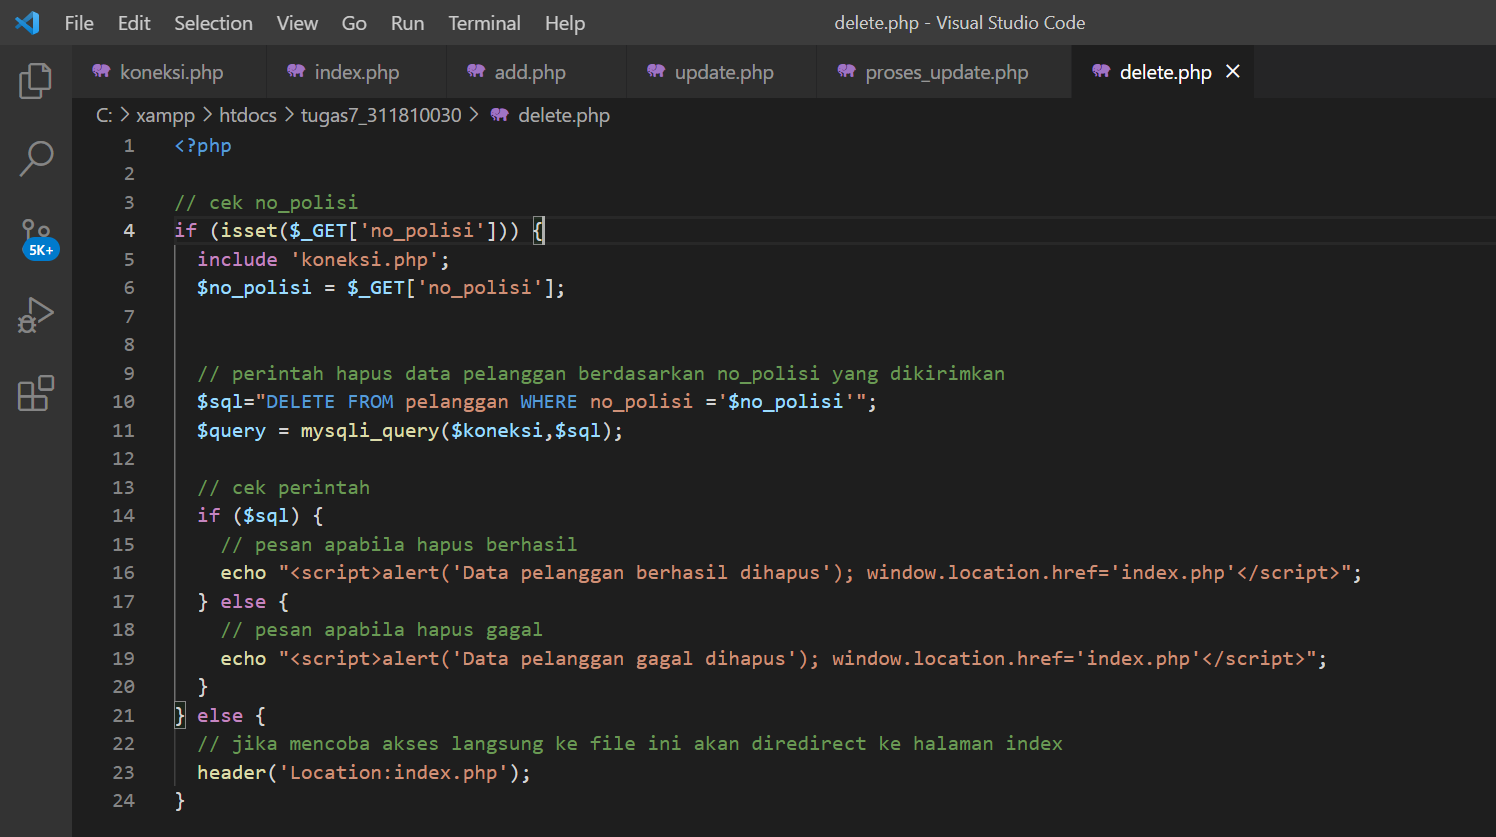 File Edit Selection View Go Run Terminal Help delete.php - Visual Studio Code
koneksi.php index.php add.php update.php proses_update.php delete.php
C: > xampp > htdocs > tugas7_311810030 > delete.php
1 <?php
2
3 // cek no_polisi
4 if (isset($_GET['no_polisi'])) {
5   include 'koneksi.php';
6   $no_polisi = $_GET['no_polisi'];
7
8
9   // perintah hapus data pelanggan berdasarkan no_polisi yang dikirimkan
10   $sql="DELETE FROM pelanggan WHERE no_polisi ='$no_polisi'";
11   $query = mysqli_query($koneksi,$sql);
12
13   // cek perintah
14   if ($sql) {
15     // pesan apabila hapus berhasil
16     echo "<script>alert('Data pelanggan berhasil dihapus'); window.location.href='index.php'</script>";
17   } else {
18     // pesan apabila hapus gagal
19     echo "<script>alert('Data pelanggan gagal dihapus'); window.location.href='index.php'</script>";
20   }
21 } else {
22   // jika mencoba akses langsung ke file ini akan diredirect ke halaman index
23   header('Location:index.php');
24 }
5K+